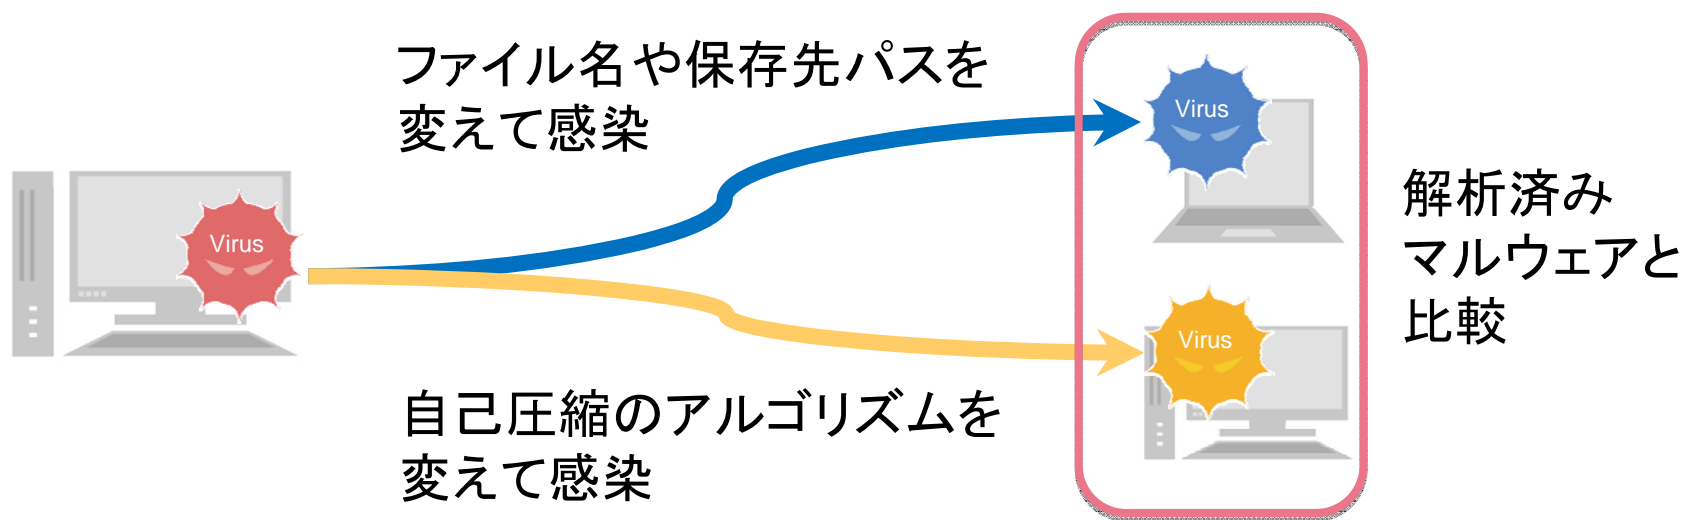 ファイル名や保存先パスを
変えて感染
Virus
Virus
解析済み
マルウェアと
比較
Virus
自己圧縮のアルゴリズムを
変えて感染